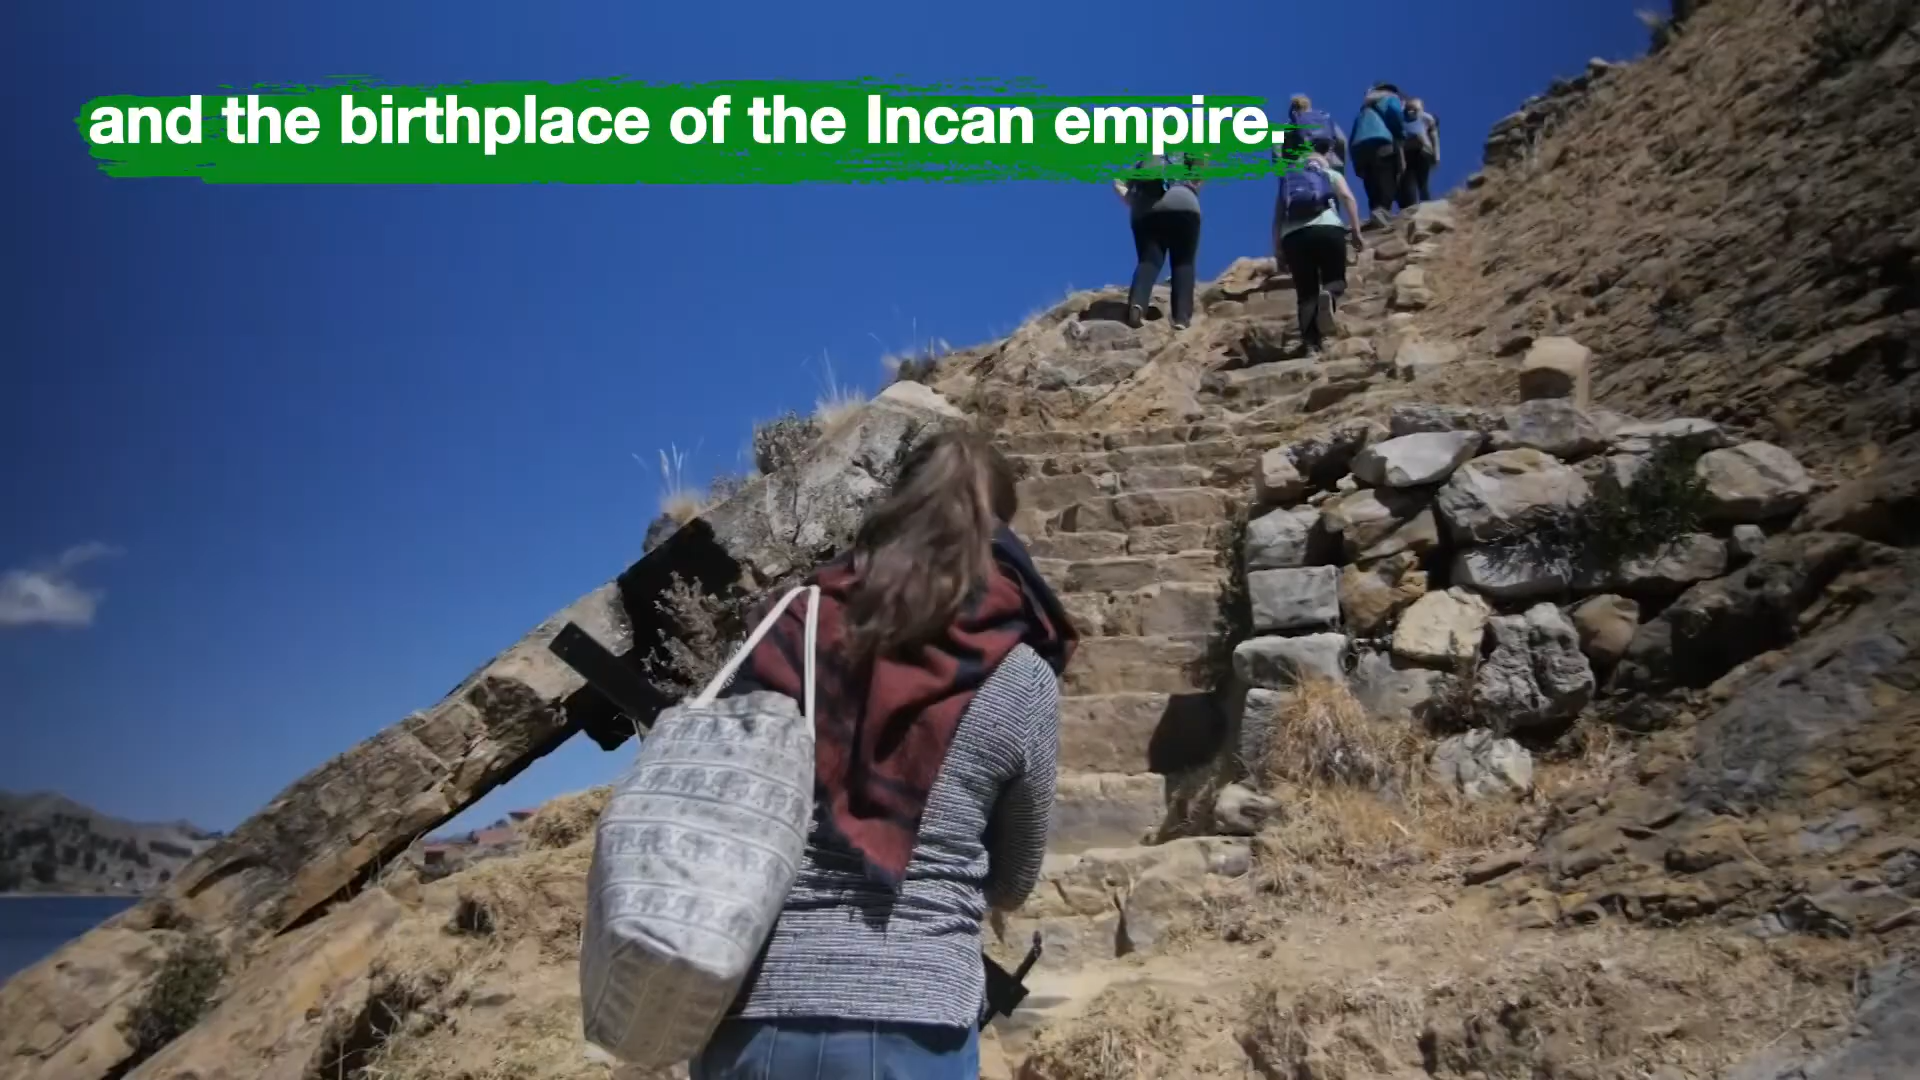 and the birthplace of the Incan empire.